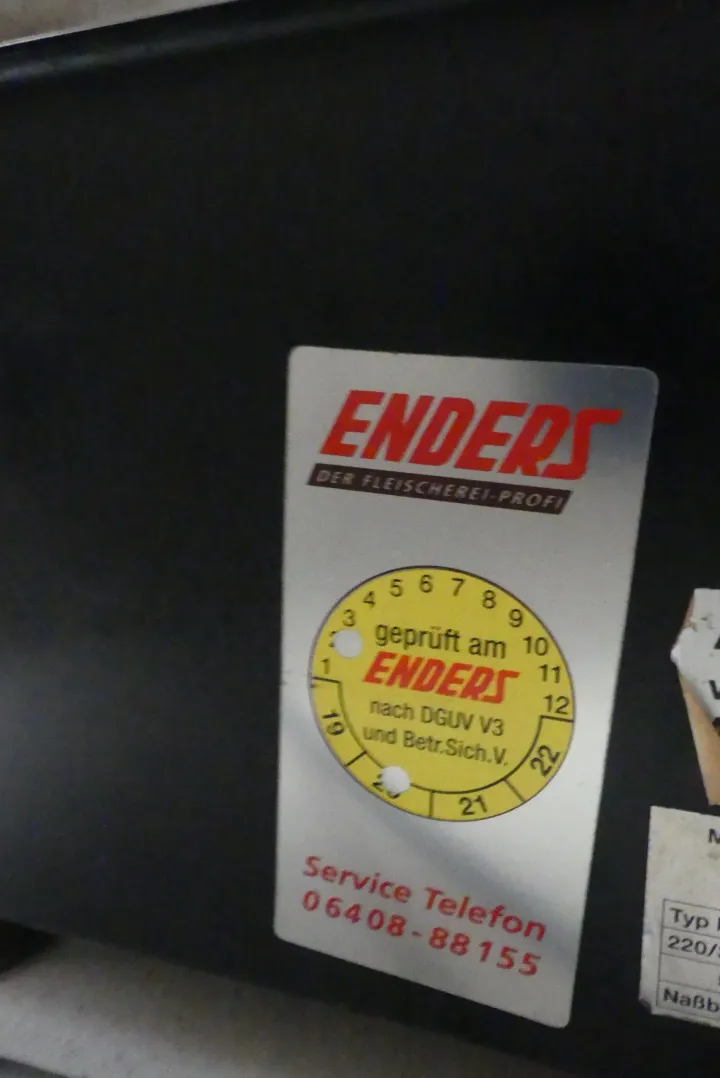 ENDERS
DER FLEISCHEREI-PROFI
1 3 4 5 6 7 8 9 10 11 12
geprüft am
ENDERS
nach DGUV V3
und Betr.Sich.V.
19 20 21 22
Service Telefon
06408-88155
Typ
220/
Naßb